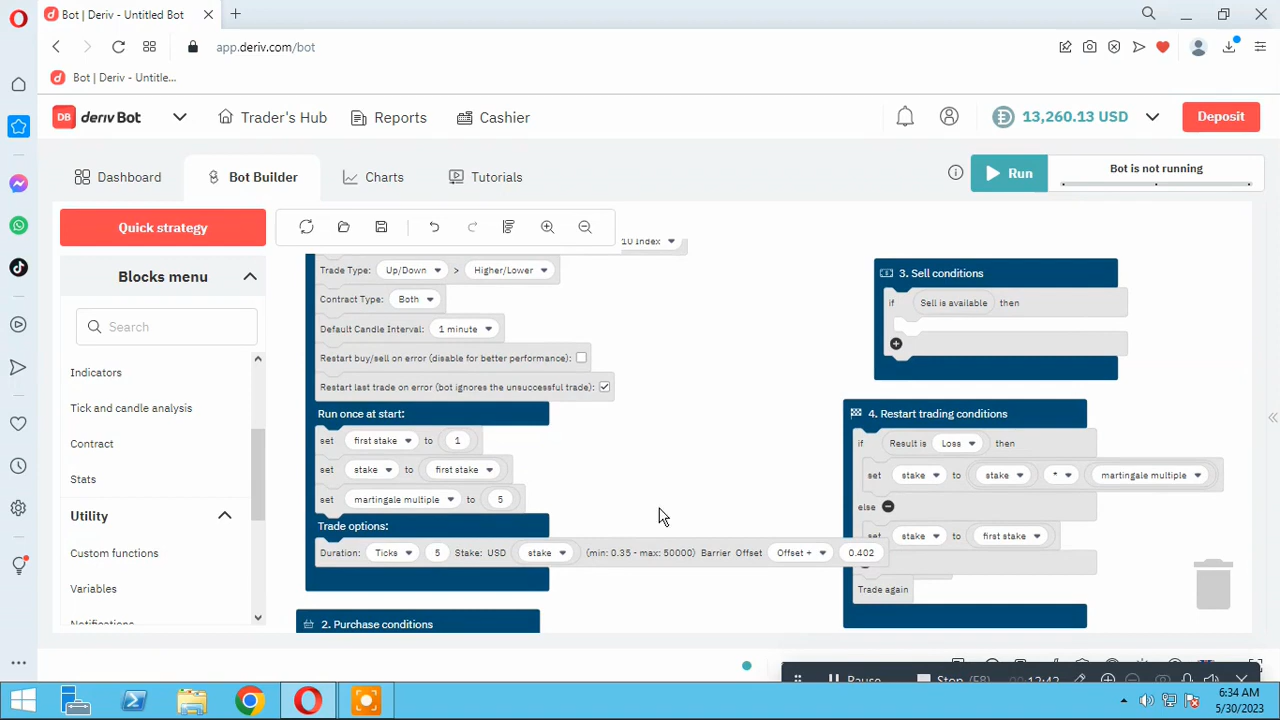 Bot | Deriv - Untitled Bot
app.deriv.com/bot
Bot | Deriv - Untitle...
DB deriv Bot
Trader's Hub
Reports
Cashier
13,260.13 USD
Deposit
Dashboard
Bot Builder
Charts
Tutorials
Run
Bot is not running
Quick strategy
Blocks menu
Search
Indicators
Tick and candle analysis
Contract
Stats
Utility
Custom functions
Variables
Notifications
10 Index
Trade Type: Up/Down > Higher/Lower
Contract Type: Both
Default Candle Interval: 1 minute
Restart buy/sell on error (disable for better performance):
Restart last trade on error (bot ignores the unsuccessful trade):
Run once at start:
set first stake to 1
set stake to first stake
set martingale multiple to 5
Trade options:
Duration: Ticks 5 Stake: USD stake (min: 0.35 - max: 50000) Barrier Offset Offset + 0.402
2. Purchase conditions
3. Sell conditions
if Sell is available then
4. Restart trading conditions
if Result is Loss then
set stake to stake * martingale multiple
else
set stake to first stake
Trade again
Pause
Stop (F8)
00:12:42
6:34 AM
5/30/2023